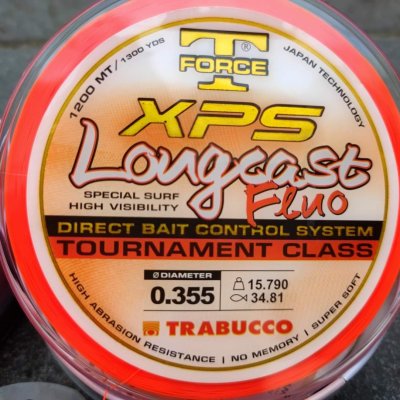 1200 MT/1300 YDS
T®
FORCE
JAPAN TECHNOLOGY
XPS
Longcast
Fluo
SPECIAL SURF
HIGH VISIBILITY
DIRECT BAIT CONTROL SYSTEM
TOURNAMENT CLASS
Ø DIAMETER
0.355
15.790
34.81
TRABUCCO
HIGH ABRASION RESISTANCE | NO MEMORY | SUPER SOFT